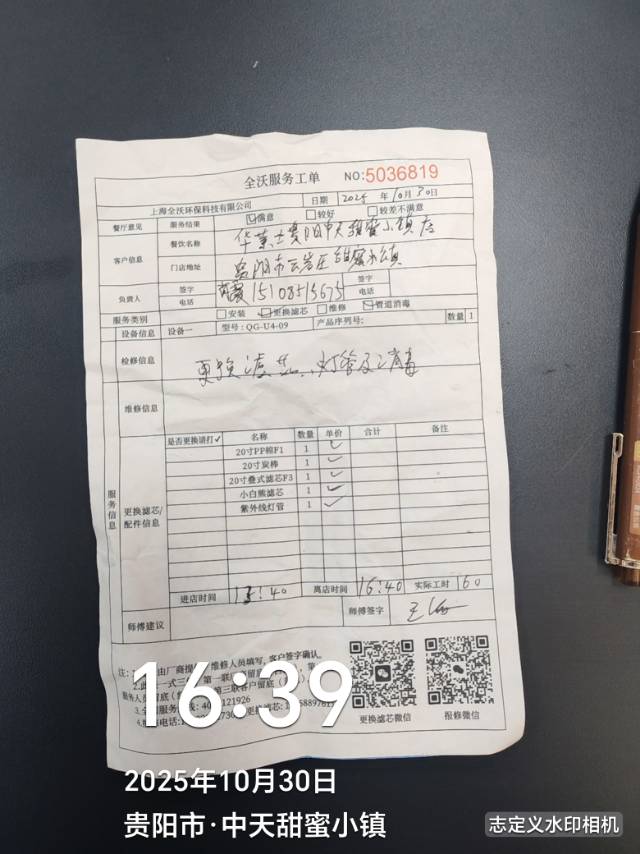 全沃服务工单 NO:5036819
上海全沃环保科技有限公司 日期 年10月30日
餐厅意见 服务结果 ☑满意 □较好 □较差不满意
客户信息 餐饮名称 华莱士贵阳中天甜蜜小镇店
门店地址 贵阳市云岩区甜蜜小镇
负责人 签字 签字
电话 电话
服务类别 □安装 ☑更换滤芯 □维修 ☑管道消毒
设备信息 设备一 型号: QG-U4-09 产品序列号: 数量 1
检修信息 更换滤芯、灯管及消毒
维修信息
服务信息
更换滤芯/配件信息
是否更换请打✓ 名称 数量 单价 合计 备注
20寸PP棉F1 1 ✓
20寸炭棒 1 ✓
20寸叠式滤芯F3 1 ✓
小白熊滤芯 1 ✓
紫外线灯管 1 ✓
进店时间 13:40 离店时间 16:40 实际工时 160
师傅建议 师傅签字
更换滤芯微信 报修微信
16:39
2025年10月30日
贵阳市·中天甜蜜小镇
志定义水印相机